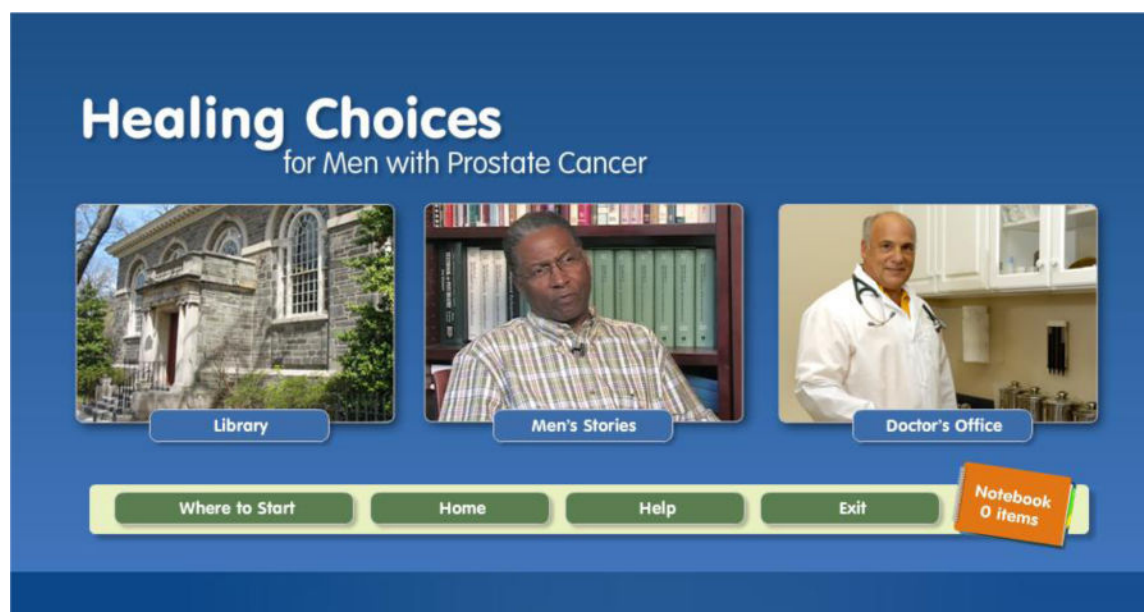 Healing Choices
for Men with Prostate Cancer
Library
Men's Stories
Doctor's Office
Where to Start
Home
Help
Exit
Notebook
0 items